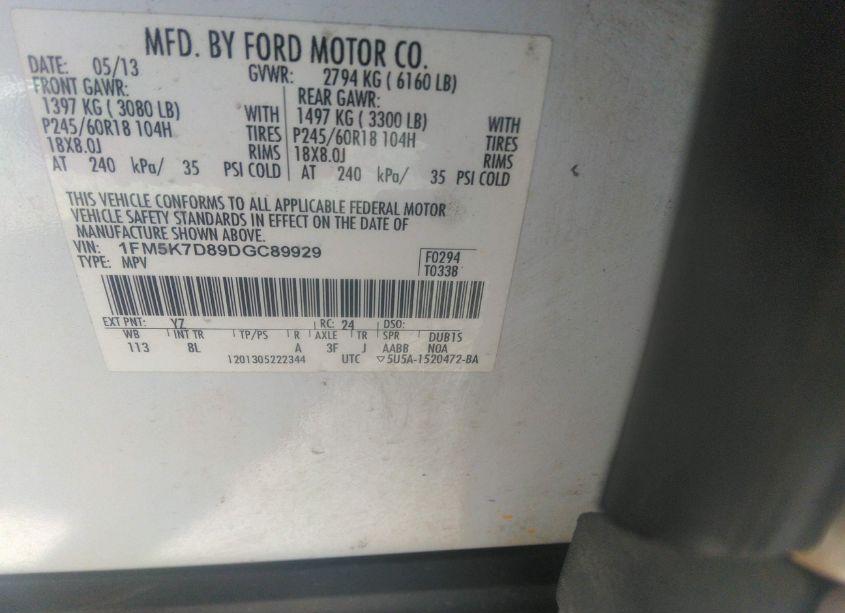 MFD. BY FORD MOTOR CO.
DATE: 05/13 GVWR: 2794 KG ( 6160 LB)
FRONT GAWR: REAR GAWR:
1397 KG ( 3080 LB) WITH 1497 KG ( 3300 LB) WITH
P245/60R18 104H TIRES P245/60R18 104H TIRES
18X8.0J RIMS 18X8.0J RIMS
AT 240 kPa/ 35 PSI COLD AT 240 kPa/ 35 PSI COLD
THIS VEHICLE CONFORMS TO ALL APPLICABLE FEDERAL MOTOR
VEHICLE SAFETY STANDARDS IN EFFECT ON THE DATE OF
MANUFACTURE SHOWN ABOVE.
VIN: 1FM5K7D89DGC89929 F0294
TYPE: MPV T033B
EXT PNT: YZ RC: 24 DSO:
WB INT TR TP/PS R AXLE TR SPR DUB1S
113 BL A 3F J AABB NOA
1201305222344 UTC ▽5U5A-1520472-BA